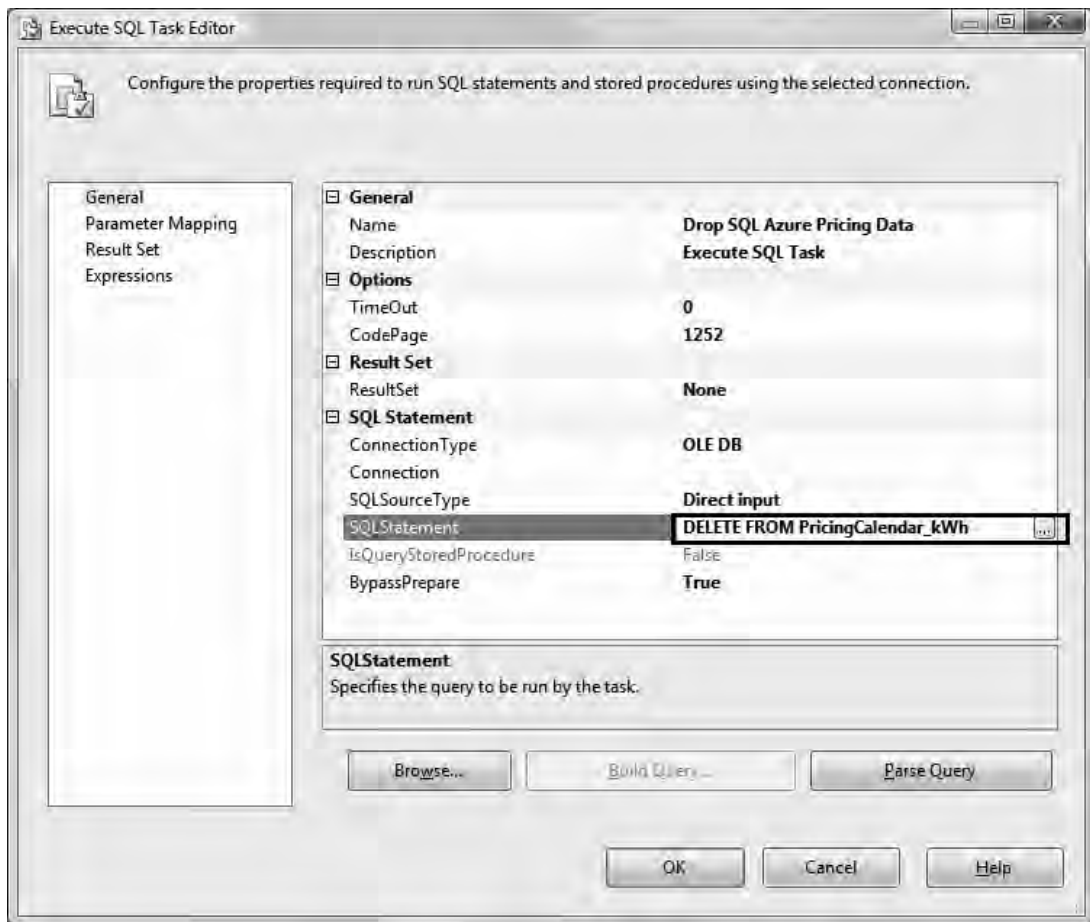 Execute SQL Task Editor
Configure the properties required to run SQL statements and stored procedures using the selected connection.
General
Parameter Mapping
Result Set
Expressions
General
Name Drop SQL Azure Pricing Data
Description Execute SQL Task
Options
TimeOut 0
CodePage 1252
Result Set
ResultSet None
SQL Statement
ConnectionType OLE DB
Connection
SQLSourceType Direct input
SQLStatement DELETE FROM PricingCalendar_kWh ...
IsQueryStoredProcedure False
BypassPrepare True
SQLStatement
Specifies the query to be run by the task.
Browse... Build Query... Parse Query
OK Cancel Help